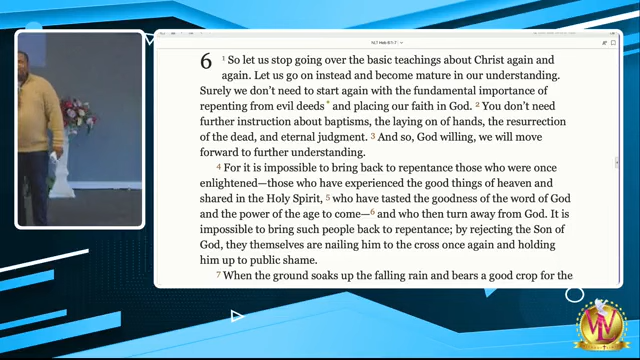 NLT Heb 6:1-7
6 1 So let us stop going over the basic teachings about Christ again and
again. Let us go on instead and become mature in our understanding.
Surely we don't need to start again with the fundamental importance of
repenting from evil deeds* and placing our faith in God. 2 You don't need
further instruction about baptisms, the laying on of hands, the resurrection
of the dead, and eternal judgment. 3 And so, God willing, we will move
forward to further understanding.
4 For it is impossible to bring back to repentance those who were once
enlightened—those who have experienced the good things of heaven and
shared in the Holy Spirit, 5 who have tasted the goodness of the word of God
and the power of the age to come—6 and who then turn away from God. It is
impossible to bring such people back to repentance; by rejecting the Son of
God, they themselves are nailing him to the cross once again and holding
him up to public shame.
7 When the ground soaks up the falling rain and bears a good crop for the